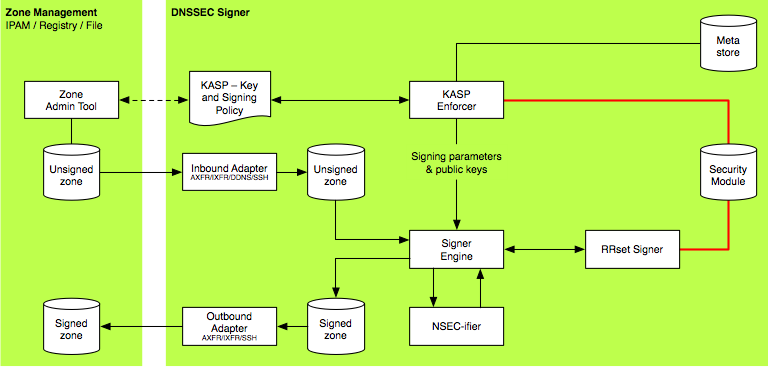 Zone Management
IPAM / Registry / File
DNSSEC Signer
Meta
store
Zone
Admin Tool
KASP – Key
and Signing
Policy
KASP
Enforcer
Unsigned
zone
Inbound Adapter
AXFR/IXFR/DDNS/SSH
Unsigned
zone
Signing parameters
& public keys
Security
Module
Signer
Engine
RRset Signer
Signed
zone
Outbound
Adapter
AXFR/IXFR/SSH
Signed
zone
NSEC-ifier